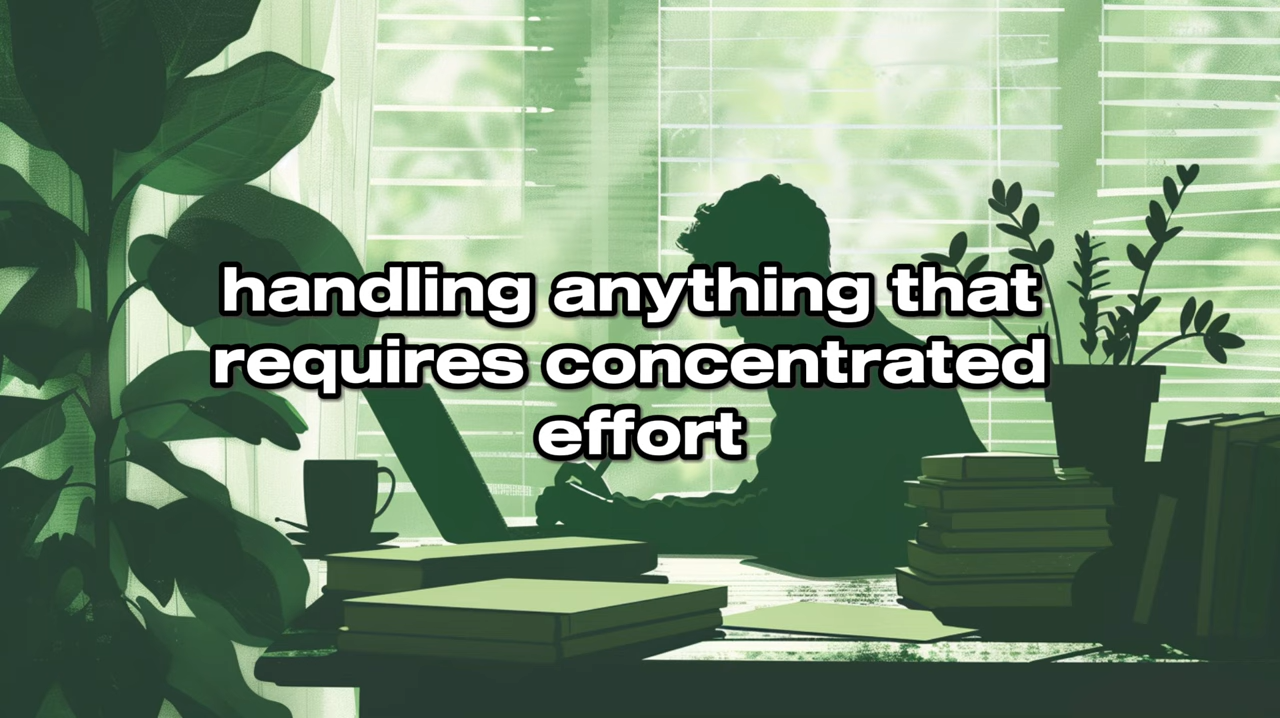 handling anything that
requires concentrated
effort